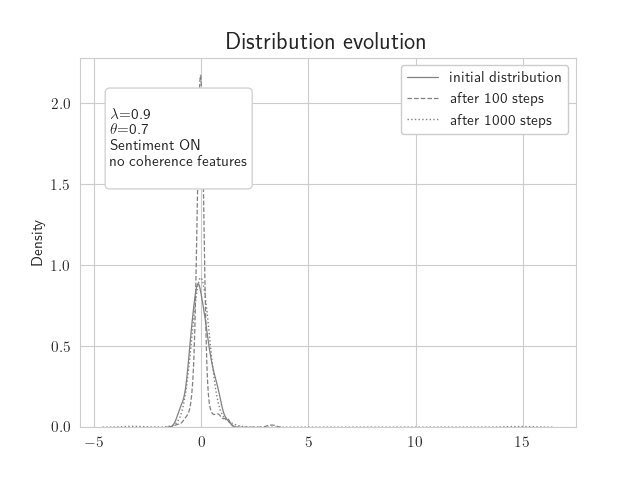 Distribution evolution
initial distribution
after 100 steps
after 1000 steps
λ=0.9
θ=0.7
Sentiment ON
no coherence features
Density
2.0
1.5
1.0
0.5
0.0
−5
0
5
10
15